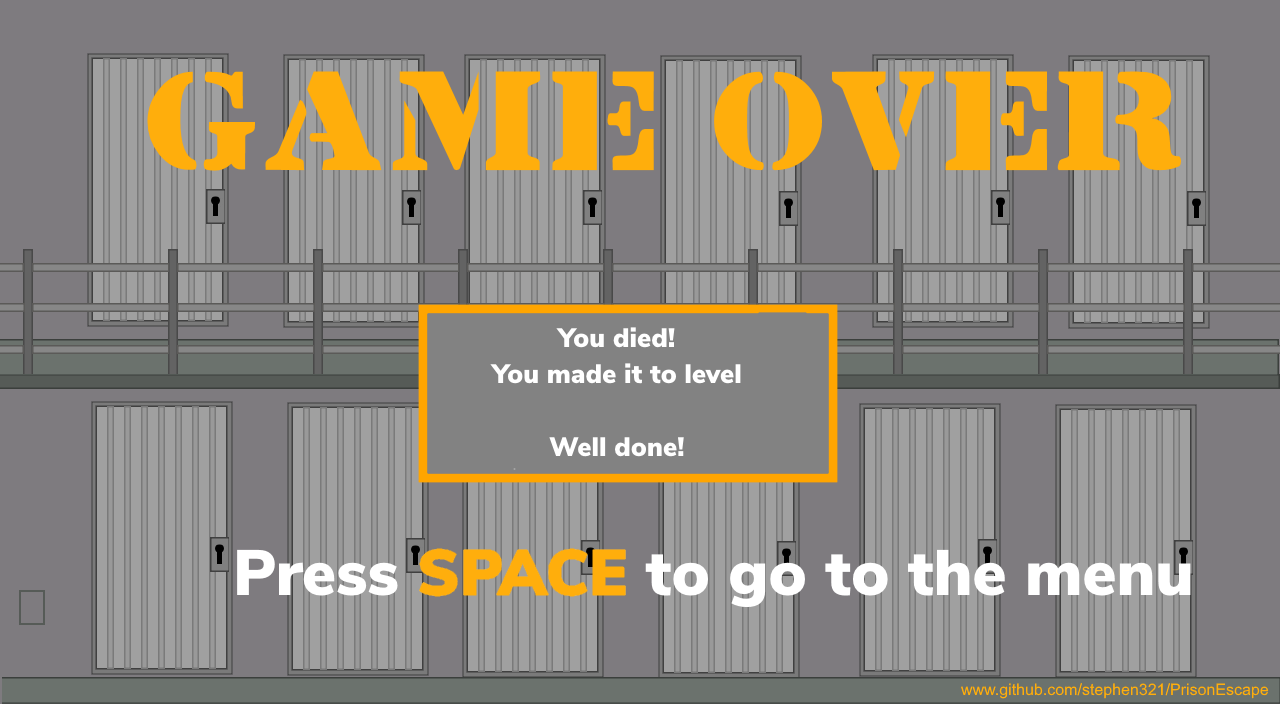 GAME OVER
You died!
You made it to level
Well done!
Press SPACE to go to the menu
www.github.com/stephen321/PrisonEscape